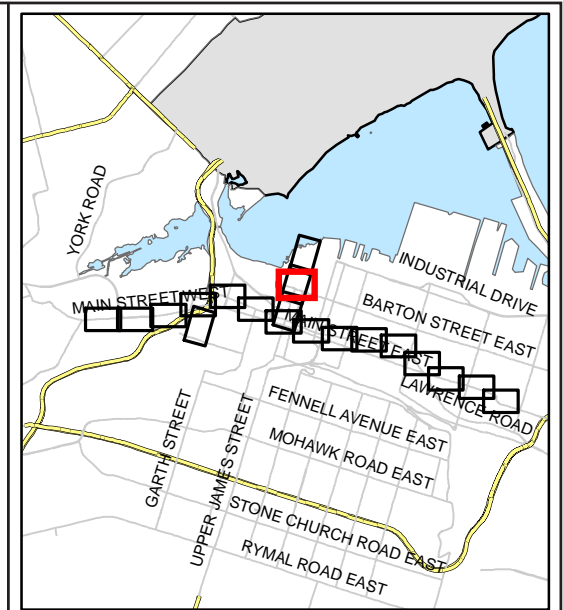 YORK ROAD
INDUSTRIAL DRIVE
MAIN STREET WEST
BARTON STREET EAST
MAIN STREET EAST
LAWRENCE ROAD
GARTH STREET
UPPER JAMES STREET
FENNELL AVENUE EAST
MOHAWK ROAD EAST
STONE CHURCH ROAD EAST
RYMAL ROAD EAST